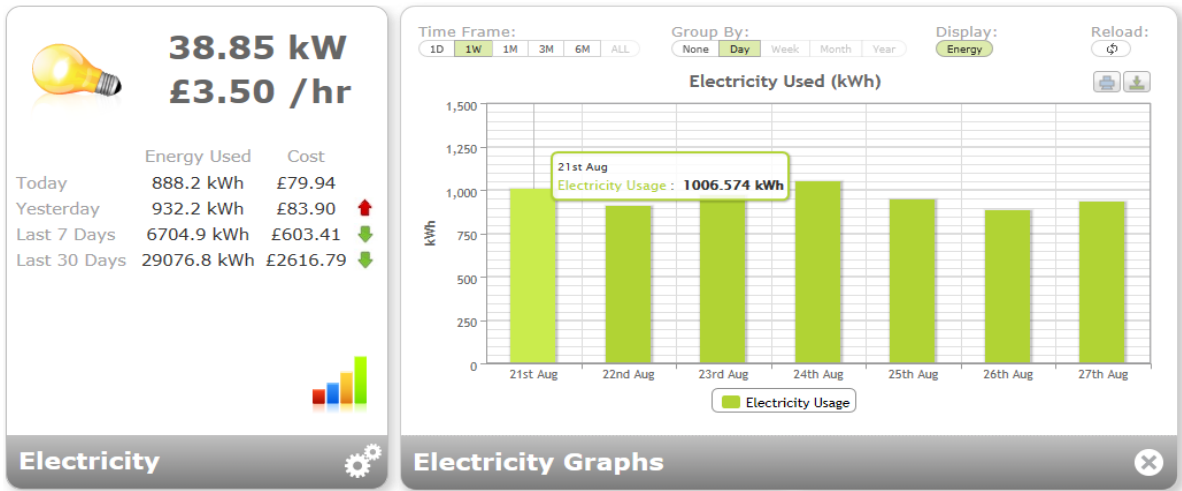 38.85 kW
£3.50 /hr
Energy Used Cost
Today 888.2 kWh £79.94
Yesterday 932.2 kWh £83.90
Last 7 Days 6704.9 kWh £603.41
Last 30 Days 29076.8 kWh £2616.79
Electricity
Time Frame: Group By: Display: Reload:
1D 1W 1M 3M 6M ALL None Day Week Month Year Energy
Electricity Used (kWh)
1,500
1,250
1,000
750
500
250
0
kWh
21st Aug
Electricity Usage : 1006.574 kWh
21st Aug 22nd Aug 23rd Aug 24th Aug 25th Aug 26th Aug 27th Aug
Electricity Usage
Electricity Graphs